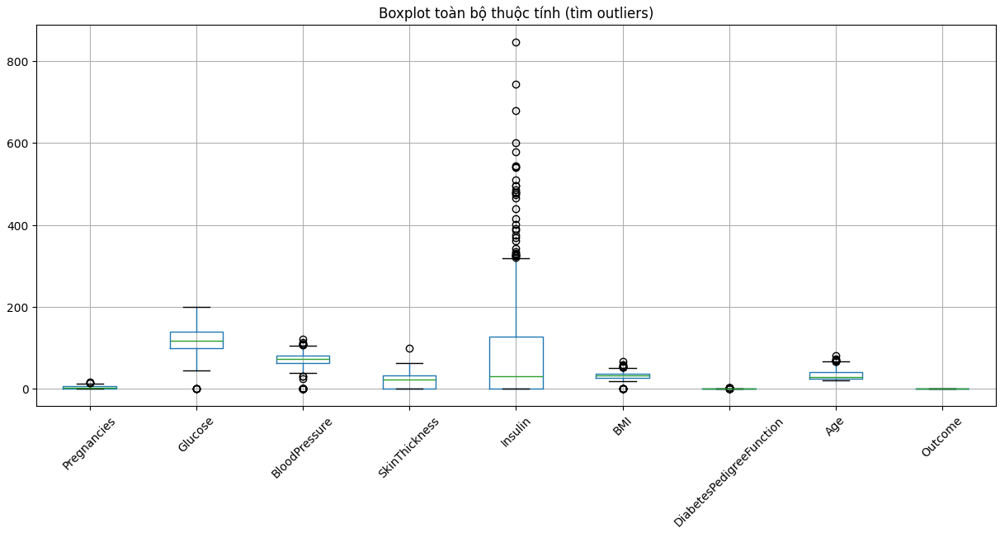 Boxplot toàn bộ thuộc tính (tìm outliers)
800
600
400
200
0
Pregnancies
Glucose
BloodPressure
SkinThickness
Insulin
BMI
DiabetesPedigreeFunction
Age
Outcome